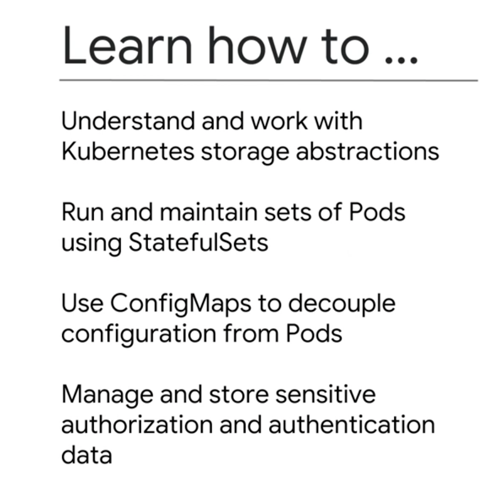 Learn how to ...
Understand and work with
Kubernetes storage abstractions
Run and maintain sets of Pods
using StatefulSets
Use ConfigMaps to decouple
configuration from Pods
Manage and store sensitive
authorization and authentication
data